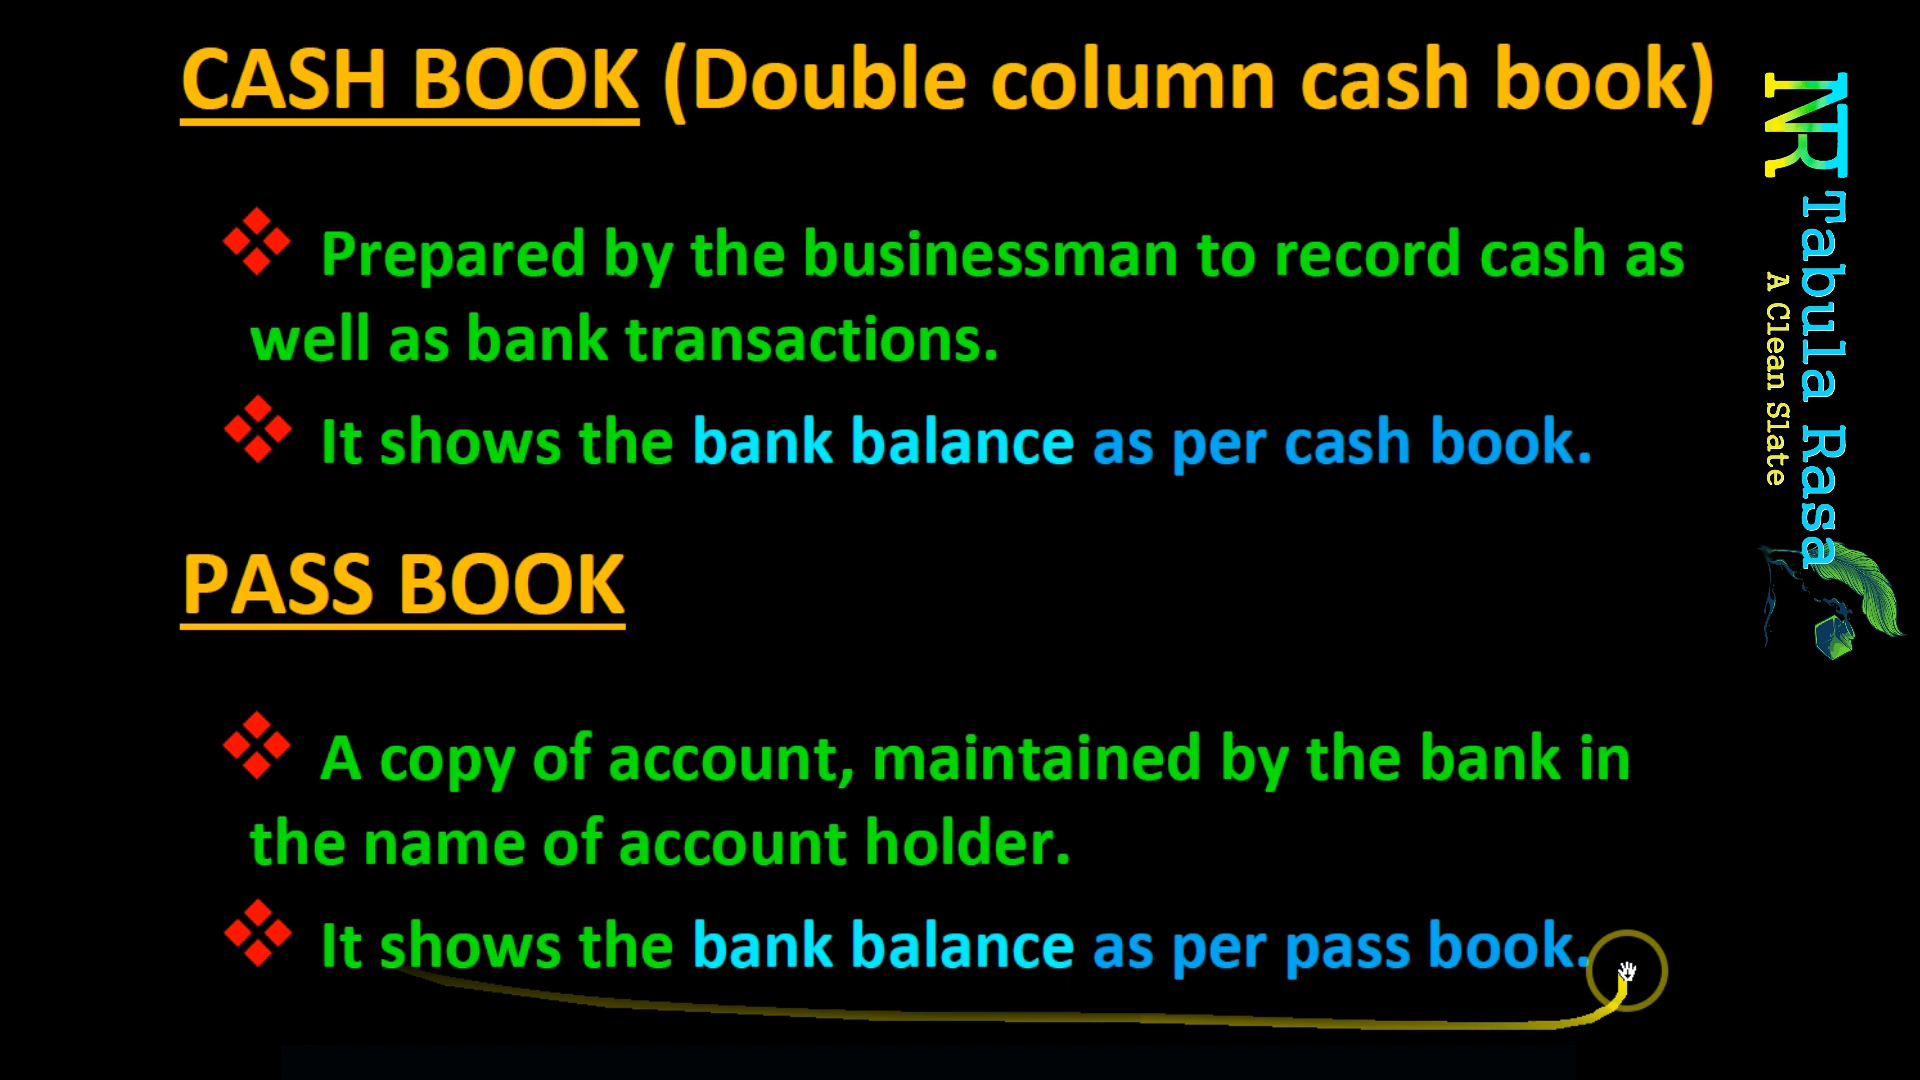 CASH BOOK (Double column cash book)
❖ Prepared by the businessman to record cash as
well as bank transactions.
❖ It shows the bank balance as per cash book.
PASS BOOK
❖ A copy of account, maintained by the bank in
the name of account holder.
❖ It shows the bank balance as per pass book.
NTR
Tabula Rasa
A Clean Slate